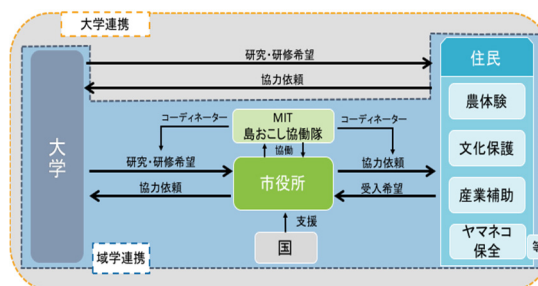 大学連携
研究・研修希望
協力依頼
住民
農体験
文化保護
産業補助
ヤマネコ
保全
等
大学
コーディネーター
MIT
島おこし協働隊
コーディネーター
協働
研究・研修希望
協力依頼
市役所
協力依頼
受入希望
支援
国
域学連携